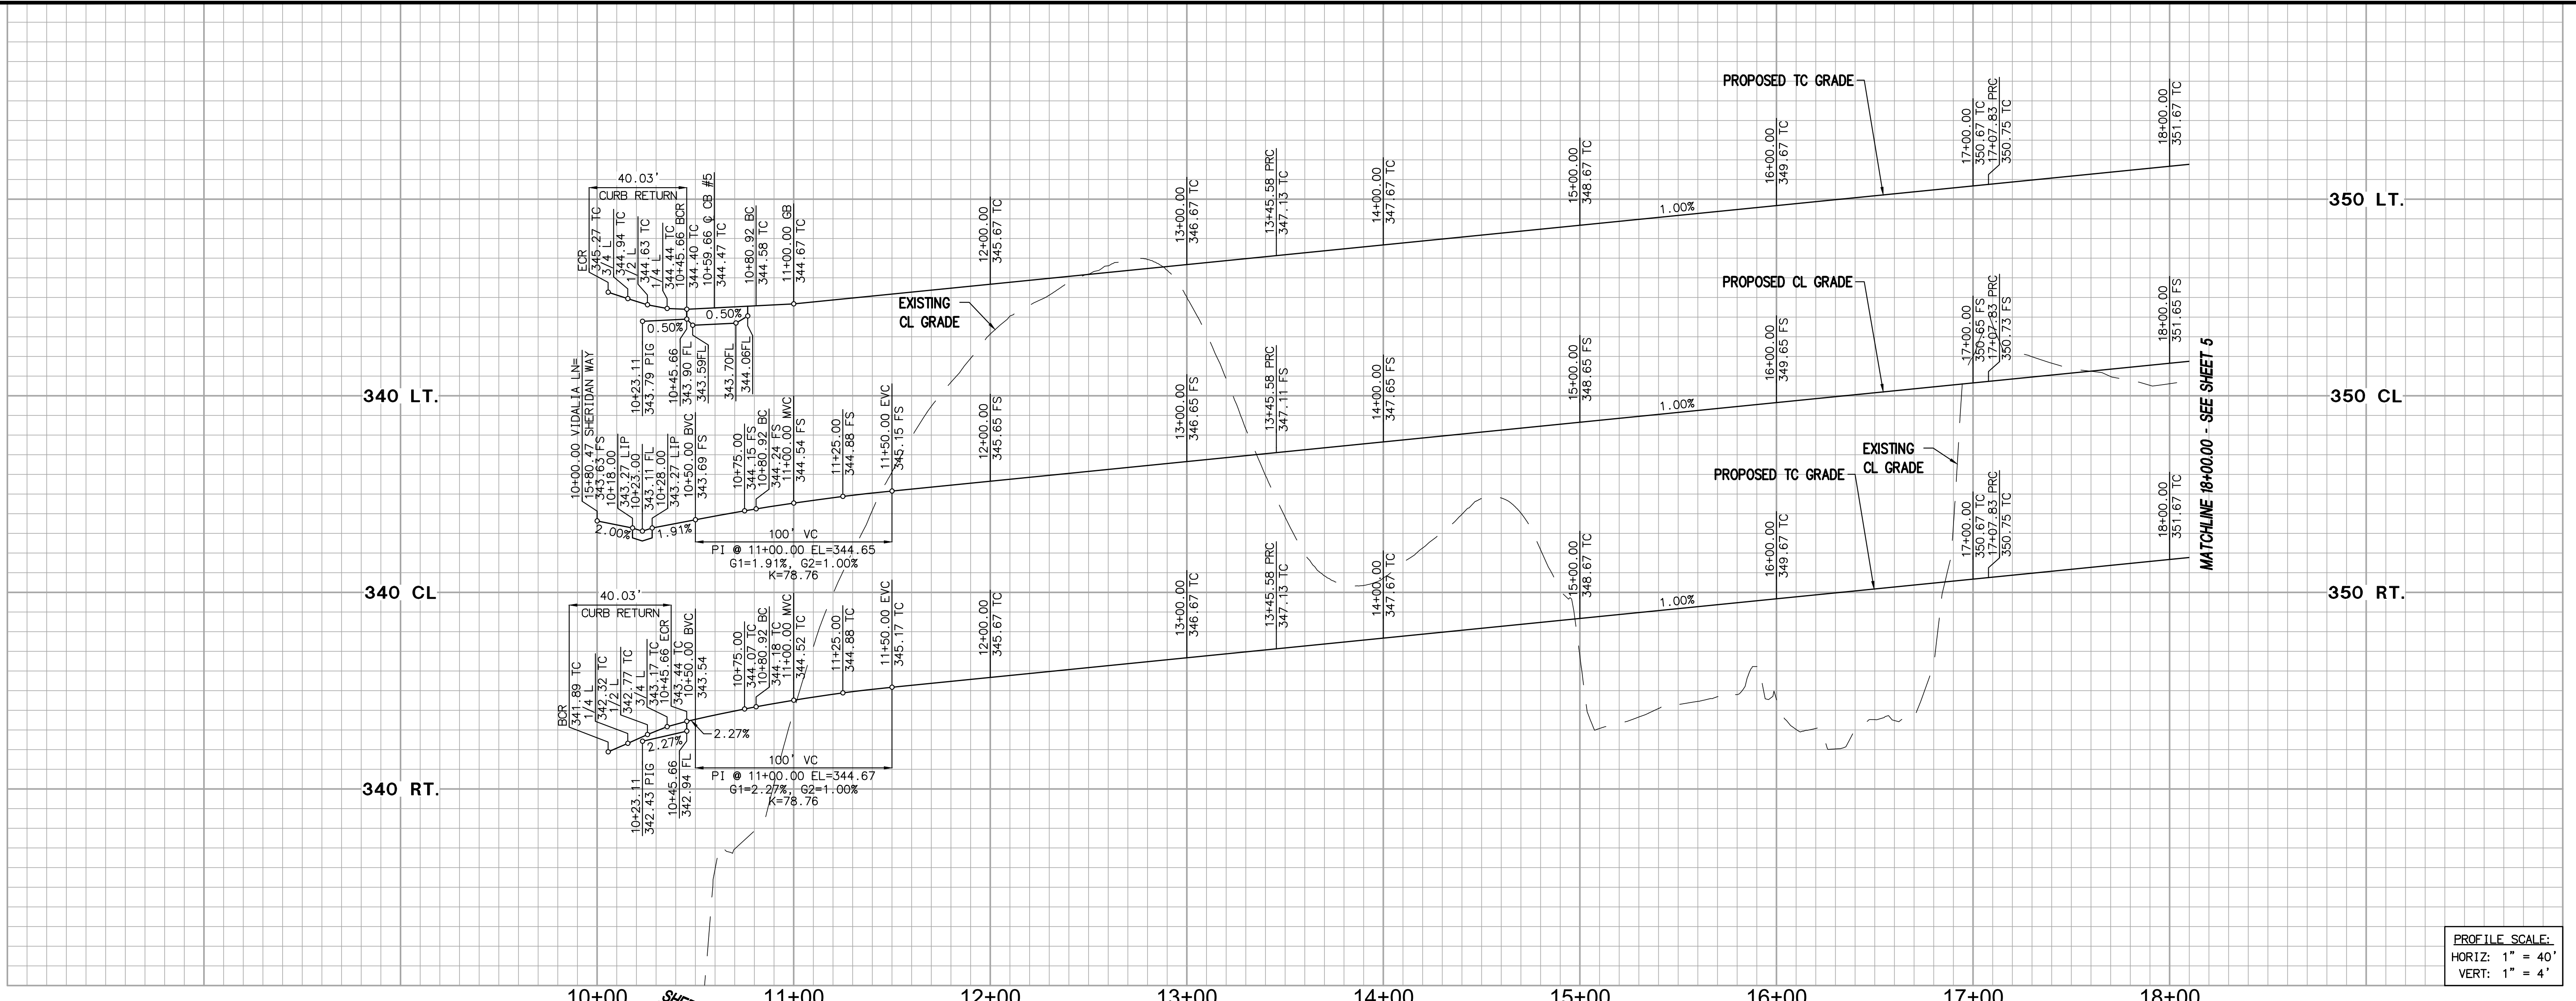 PROPOSED TC GRADE
40.03'
CURB RETURN
ECR
345.27 TC
3/4 L
344.94 TC
1/2 L
344.63 TC
1/4 L
344.44 TC
10+45.66 BCR
344.40 TC
10+59.66 ℄ CB #5
344.47 TC
10+80.92 BC
344.58 TC
11+00.00 GB
344.67 TC
12+00.00
345.67 TC
13+00.00
346.67 TC
13+45.58 PRC
347.13 TC
14+00.00
347.67 TC
15+00.00
348.67 TC
1.00%
16+00.00
349.67 TC
17+00.00
350.67 TC
17+07.83 PRC
350.75 TC
18+00.00
351.67 TC
350 LT.
0.50%
0.50%
10+23.11
343.79 PIG
10+45.66
343.90 FL
343.59FL
343.70FL
344.06FL
EXISTING
CL GRADE
PROPOSED CL GRADE
340 LT.
10+00.00 VIDALIA LN=
15+80.47 SHERIDAN WAY
343.63 FS
10+18.00
343.27 LIP
10+23.00
343.11 FL
10+28.00
343.27 LIP
10+50.00 BVC
343.69 FS
10+75.00
344.15 FS
10+80.92 BC
344.24 FS
11+00.00 MVC
344.54 FS
11+25.00
344.88 FS
11+50.00 EVC
345.15 FS
12+00.00
345.65 FS
13+00.00
346.65 FS
13+45.58 PRC
347.11 FS
14+00.00
347.65 FS
15+00.00
348.65 FS
1.00%
16+00.00
349.65 FS
17+00.00
350.65 FS
17+07.83 PRC
350.73 FS
18+00.00
351.65 FS
350 CL
MATCHLINE 18+00.00 - SEE SHEET 5
2.00%
1.91%
100' VC
PI @ 11+00.00 EL=344.65
G1=1.91%, G2=1.00%
K=78.76
EXISTING
CL GRADE
PROPOSED TC GRADE
340 CL
40.03'
CURB RETURN
BCR
341.89 TC
1/4 L
342.32 TC
1/2 L
342.77 TC
3/4 L
343.17 TC
10+45.66 ECR
343.44 TC
10+50.00 BVC
343.54
10+75.00
344.07 TC
10+80.92 BC
344.18 TC
11+00.00 MVC
344.52 TC
11+25.00
344.88 TC
11+50.00 EVC
345.17 TC
12+00.00
345.67 TC
13+00.00
346.67 TC
13+45.58 PRC
347.13 TC
14+00.00
347.67 TC
15+00.00
348.67 TC
1.00%
16+00.00
349.67 TC
17+00.00
350.67 TC
17+07.83 PRC
350.75 TC
18+00.00
351.67 TC
350 RT.
2.27%
2.27%
10+23.11
342.43 PIG
10+45.66
342.94 FL
100' VC
PI @ 11+00.00 EL=344.67
G1=2.27%, G2=1.00%
K=78.76
340 RT.
PROFILE SCALE:
HORIZ: 1" = 40'
VERT: 1" = 4'
10+00 11+00 12+00 13+00 14+00 15+00 16+00 17+00 18+00